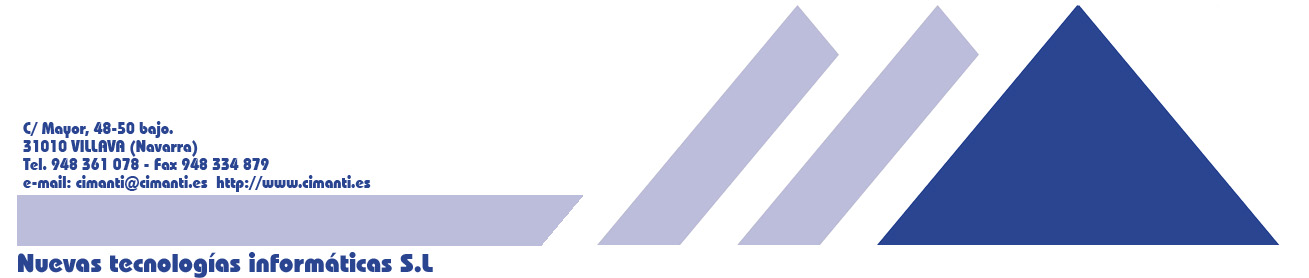 C/ Mayor, 48-50 bajo.
31010 VILLAVA (Navarra)
Tel. 948 361 078 - Fax 948 334 879
e-mail: cimanti@cimanti.es http://www.cimanti.es
Nuevas tecnologías informáticas S.L